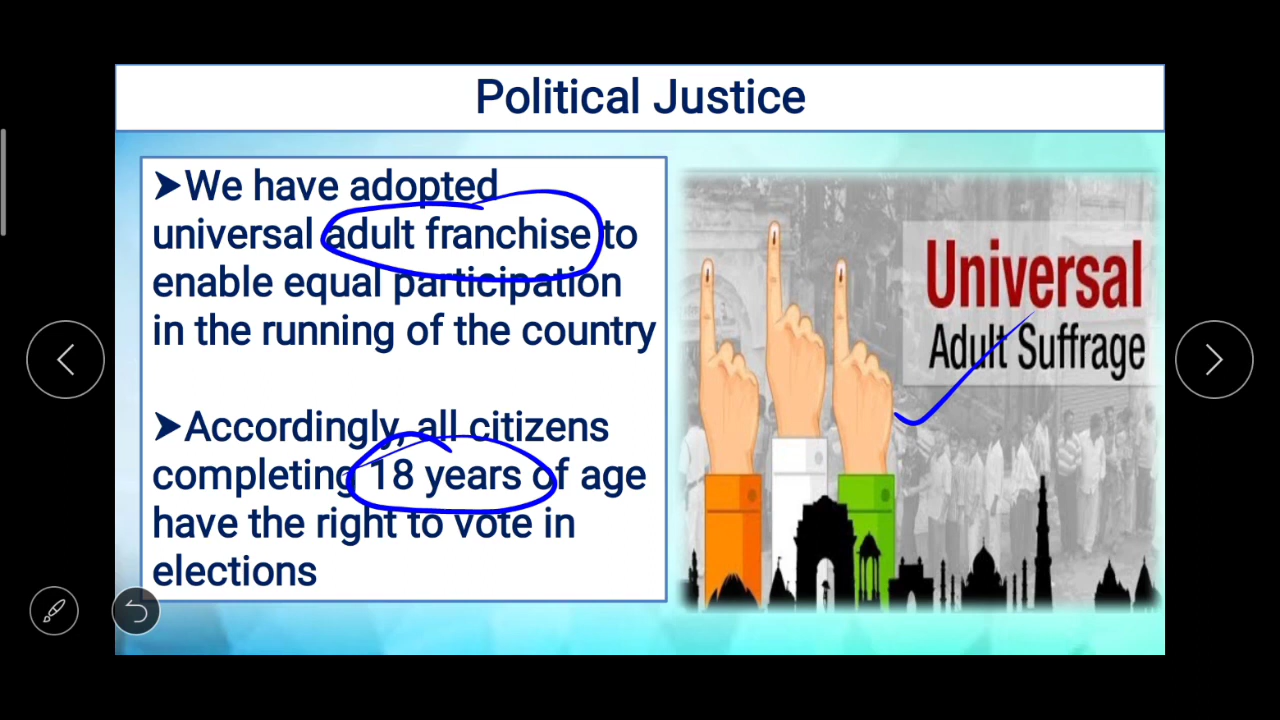 Political Justice
➤We have adopted
universal adult franchise to
enable equal participation
in the running of the country
➤Accordingly, all citizens
completing 18 years of age
have the right to vote in
elections
Universal
Adult Suffrage